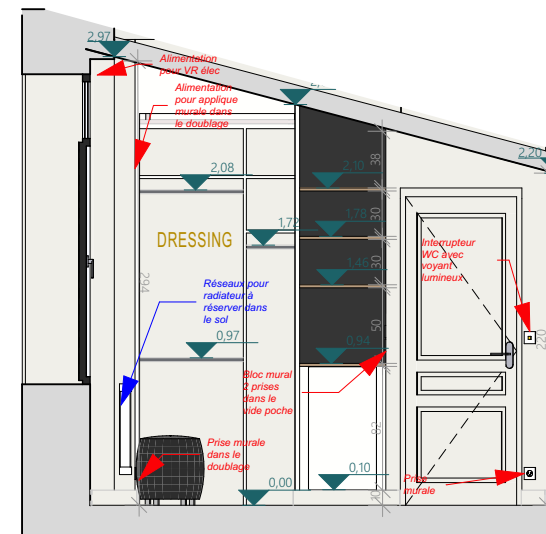 2,97
Alimentation
pour VR élec
Alimentation
pour applique
murale dans
le doublage
2,20
38
2,10
2,08
30
1,78
1,72
DRESSING
Interrupteur
WC avec
voyant
lumineux
30
1,46
294
Réseaux pour
radiateur à
réserver dans
le sol
50
220
0,97
0,94
Bloc mural
2 prises
dans le
vide poche
82
Prise murale
dans le
doublage
0,10
Prise
murale
0,00
10